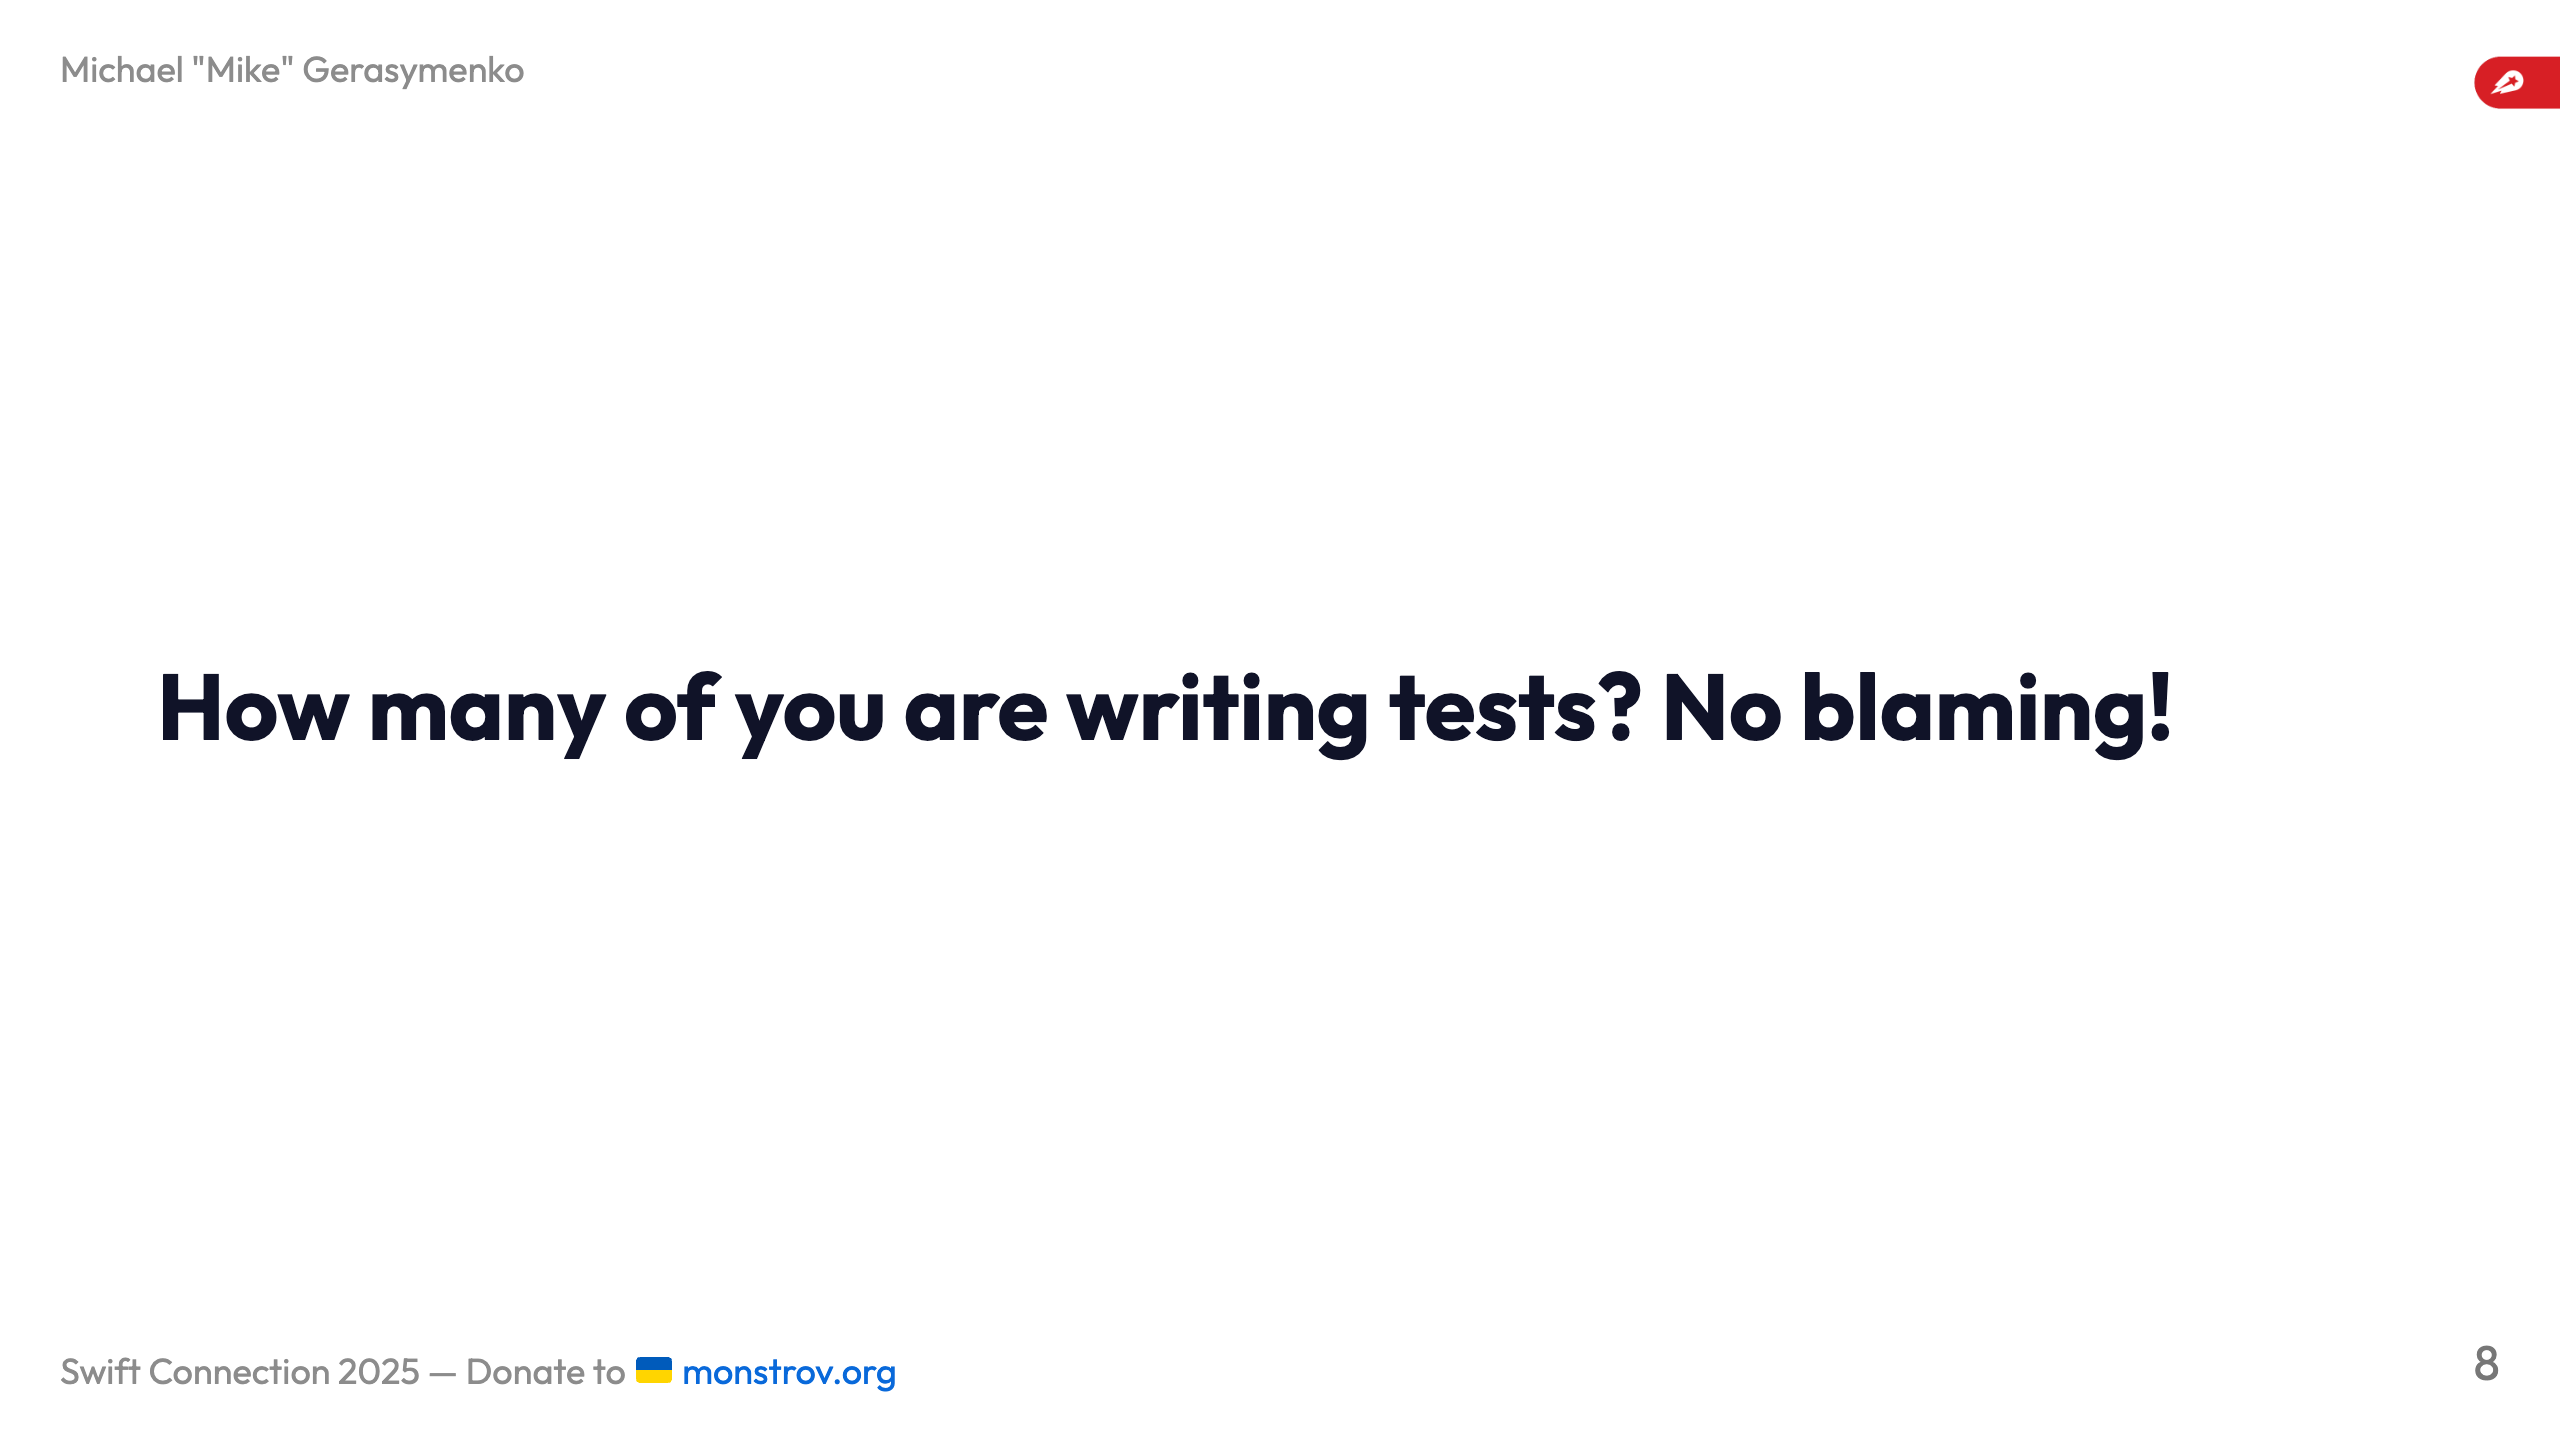 Michael "Mike" Gerasymenko
How many of you are writing tests? No blaming!
Swift Connection 2025 — Donate to 🇺🇦 monstrov.org
8